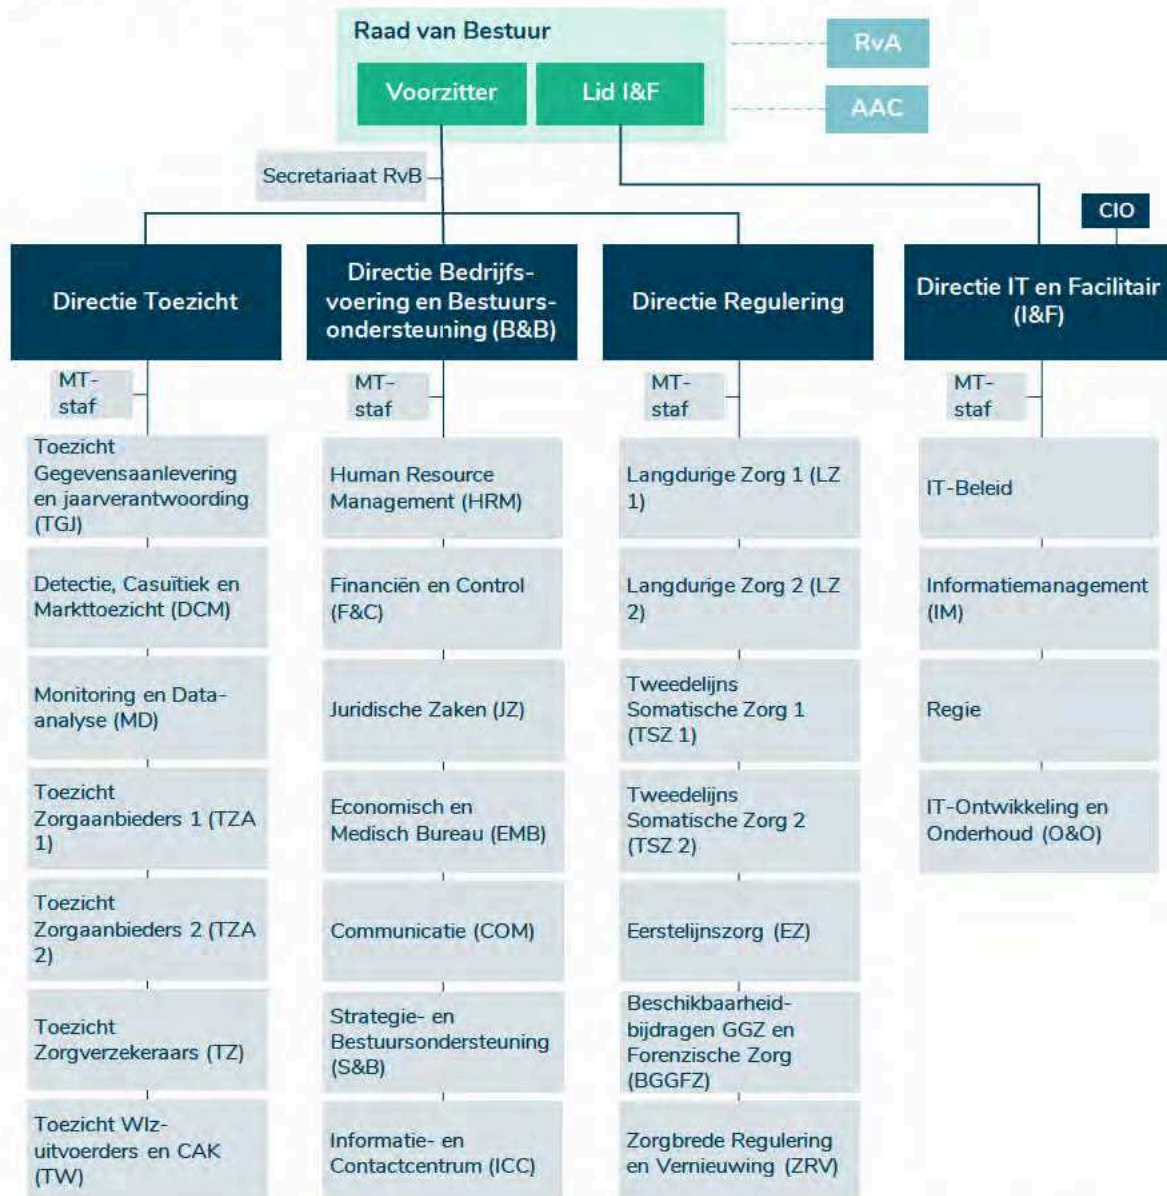 Raad van Bestuur
Voorzitter
Lid I&F
RvA
AAC
Secretariaat RvB
CIO
Directie Toezicht
Directie Bedrijfs-
voering en Bestuurs-
ondersteuning (B&B)
Directie Regulering
Directie IT en Facilitair
(I&F)
MT-
staf
MT-
staf
MT-
staf
MT-
staf
Toezicht
Gegevensaanlevering
en jaarverantwoording
(TGJ)
Detectie, Casuïtiek en
Markttoezicht (DCM)
Monitoring en Data-
analyse (MD)
Toezicht
Zorgaanbieders 1 (TZA
1)
Toezicht
Zorgaanbieders 2 (TZA
2)
Toezicht
Zorgverzekeraars (TZ)
Toezicht Wlz-
uitvoerders en CAK
(TW)
Human Resource
Management (HRM)
Financiën en Control
(F&C)
Juridische Zaken (JZ)
Economisch en
Medisch Bureau (EMB)
Communicatie (COM)
Strategie- en
Bestuursondersteuning
(S&B)
Informatie- en
Contactcentrum (ICC)
Langdurige Zorg 1 (LZ
1)
Langdurige Zorg 2 (LZ
2)
Tweedelijns
Somatische Zorg 1
(TSZ 1)
Tweedelijns
Somatische Zorg 2
(TSZ 2)
Eerstelijnszorg (EZ)
Beschikbaarheid-
bijdragen GGZ en
Forenzische Zorg
(BGGFZ)
Zorgbrede Regulering
en Vernieuwing (ZRV)
IT-Beleid
Informatiemanagement
(IM)
Regie
IT-Ontwikkeling en
Onderhoud (O&O)